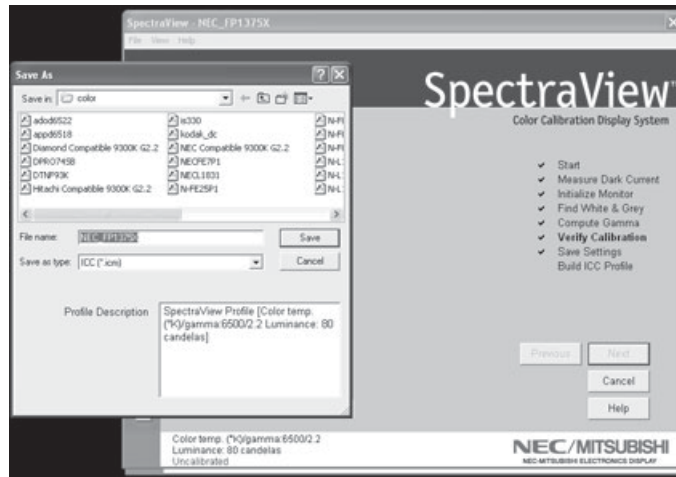 SpectraView - NEC_FP1375X
File View Help
Save As
Save in: color
adod6522
appd6518
Diamond Compatible 9300K G2.2
DPRO745B
DTNP93K
Hitachi Compatible 9300K G2.2
is330
kodak_dc
NEC Compatible 9300K G2.2
NECFE7P1
NECL1831
N-FE25P1
File name: NEC_FP1375X
Save
Save as type: ICC (*.icm)
Cancel
Profile Description
SpectraView Profile [Color temp.
(°K)/gamma:6500/2.2 Luminance: 80
candelas]
SpectraView™
Color Calibration Display System
Start
Measure Dark Current
Initialize Monitor
Find White & Grey
Compute Gamma
Verify Calibration
Save Settings
Build ICC Profile
Previous
Next
Cancel
Help
Color temp. (°K)/gamma:6500/2.2
Luminance: 80 candelas
Uncalibrated
NEC/MITSUBISHI
NEC-MITSUBISHI ELECTRONICS DISPLAY